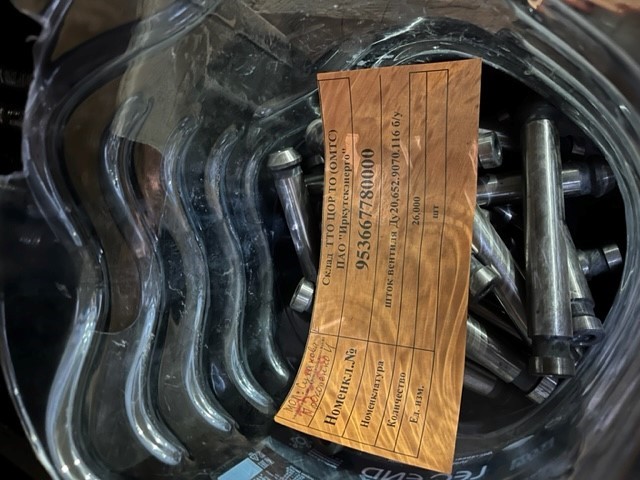 Склад ТТО ЦОР ТО (ОМТС)
ПАО "Иркутскэнерго"
Номенкл.№ 953667780000
Номенклатура шток вентиля Ду20,652.9070.116 б/у
Количество 26,000
Ед. изм. шт